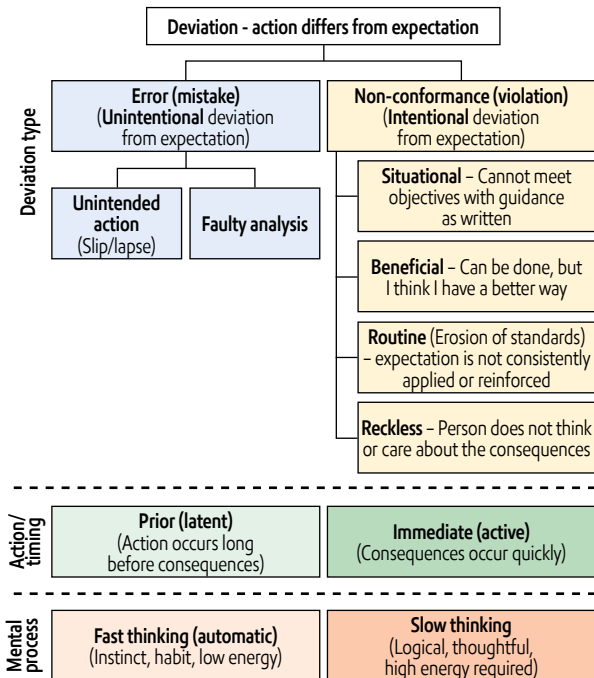 Deviation - action differs from expectation
Deviation type
Error (mistake)
(Unintentional deviation
from expectation)
Non-conformance (violation)
(Intentional deviation
from expectation)
Unintended
action
(Slip/lapse)
Faulty analysis
Situational – Cannot meet
objectives with guidance
as written
Beneficial – Can be done, but
I think I have a better way
Routine (Erosion of standards)
– expectation is not consistently
applied or reinforced
Reckless – Person does not think
or care about the consequences
Action/
timing
Prior (latent)
(Action occurs long
before consequences)
Immediate (active)
(Consequences occur quickly)
Mental
process
Fast thinking (automatic)
(Instinct, habit, low energy)
Slow thinking
(Logical, thoughtful,
high energy required)